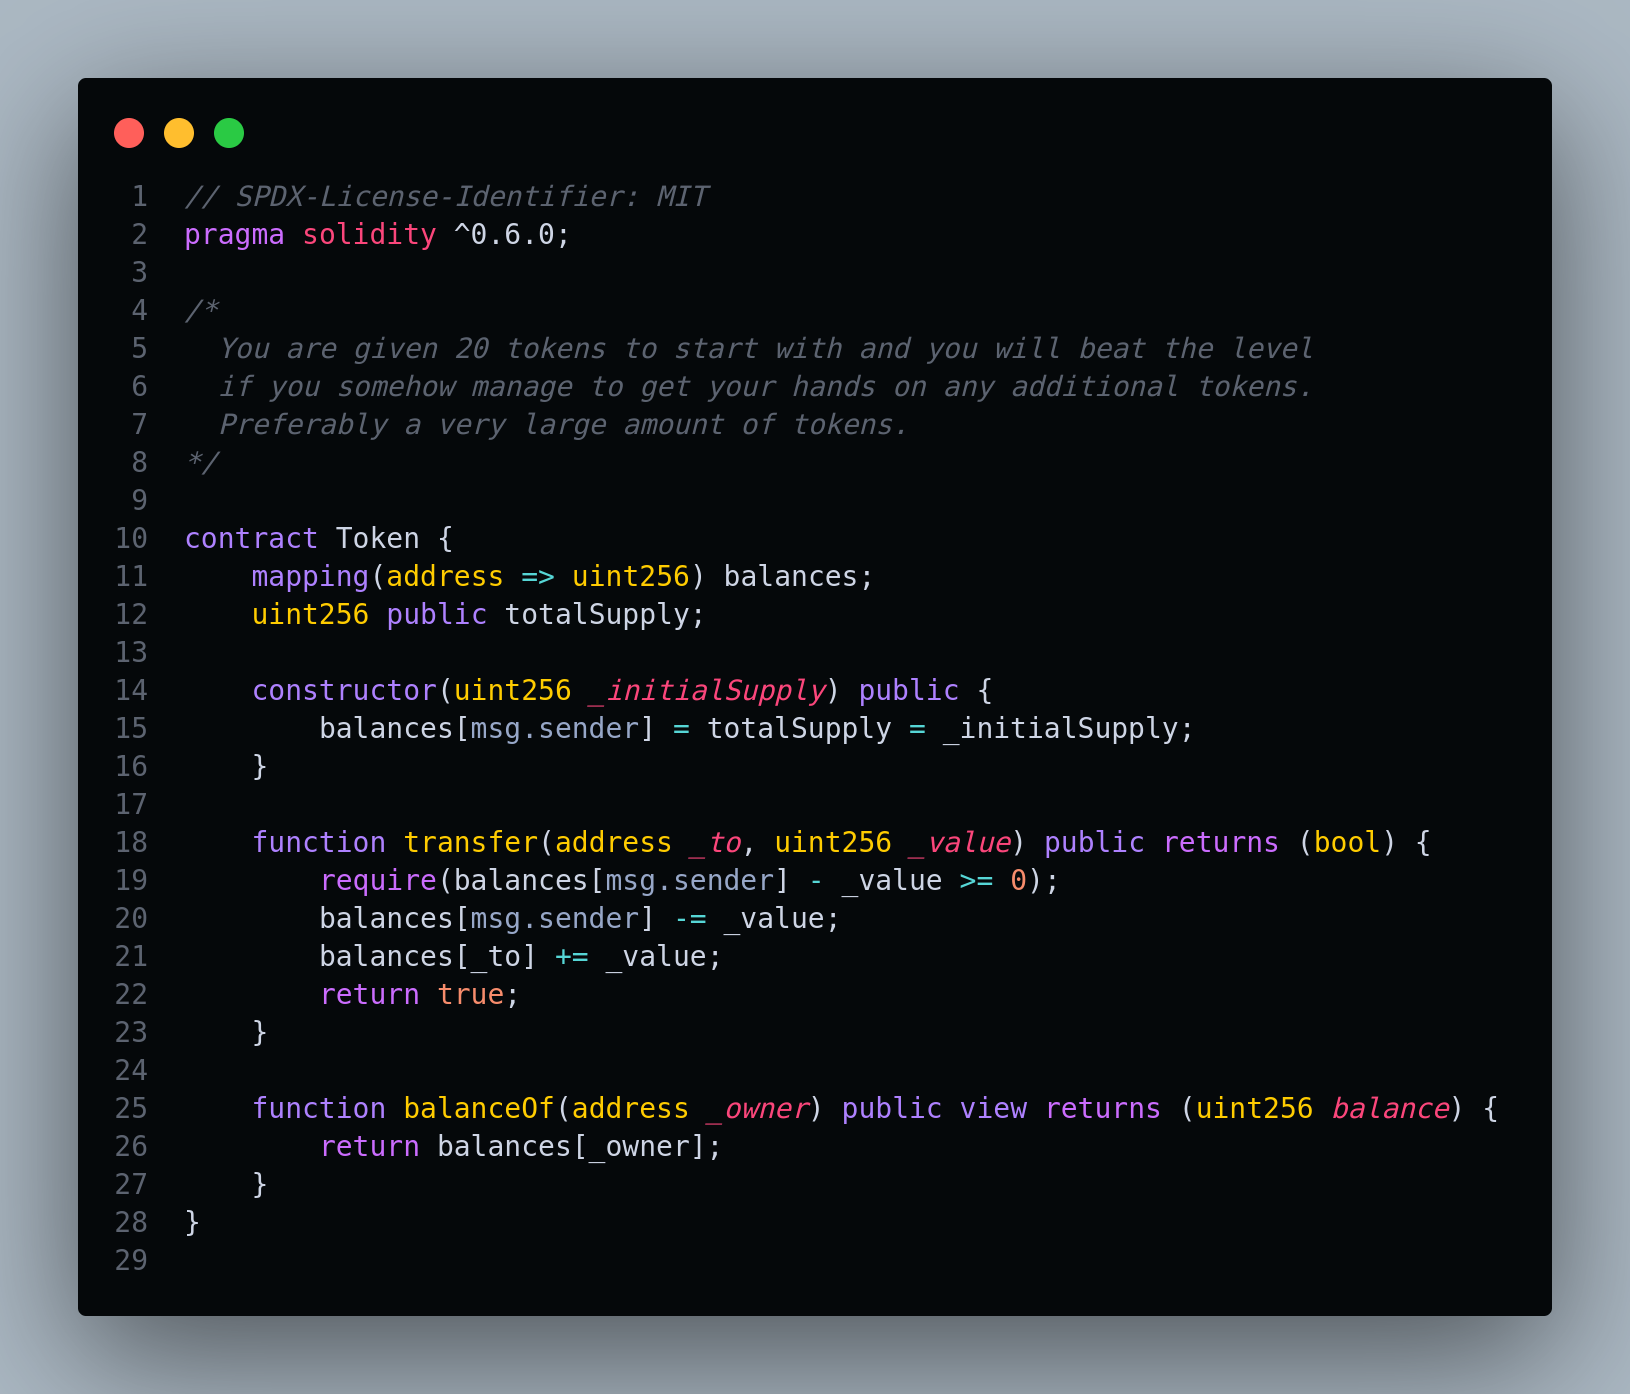 1 // SPDX-License-Identifier: MIT
2 pragma solidity ^0.6.0;
3
4 /*
5   You are given 20 tokens to start with and you will beat the level
6   if you somehow manage to get your hands on any additional tokens.
7   Preferably a very large amount of tokens.
8 */
9
10 contract Token {
11     mapping(address => uint256) balances;
12     uint256 public totalSupply;
13
14     constructor(uint256 _initialSupply) public {
15         balances[msg.sender] = totalSupply = _initialSupply;
16     }
17
18     function transfer(address _to, uint256 _value) public returns (bool) {
19         require(balances[msg.sender] - _value >= 0);
20         balances[msg.sender] -= _value;
21         balances[_to] += _value;
22         return true;
23     }
24
25     function balanceOf(address _owner) public view returns (uint256 balance) {
26         return balances[_owner];
27     }
28 }
29